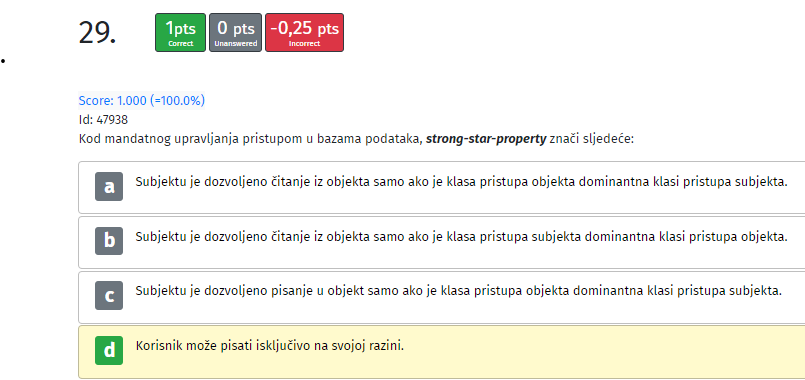 29.
1pts
Correct
0 pts
Unanswered
-0,25 pts
Incorrect
Score: 1.000 (=100.0%)
Id: 47938
Kod mandatnog upravljanja pristupom u bazama podataka, strong-star-property znači sljedeće:
a Subjektu je dozvoljeno čitanje iz objekta samo ako je klasa pristupa objekta dominantna klasi pristupa subjekta.
b Subjektu je dozvoljeno čitanje iz objekta samo ako je klasa pristupa subjekta dominantna klasi pristupa objekta.
c Subjektu je dozvoljeno pisanje u objekt samo ako je klasa pristupa objekta dominantna klasi pristupa subjekta.
d Korisnik može pisati isključivo na svojoj razini.